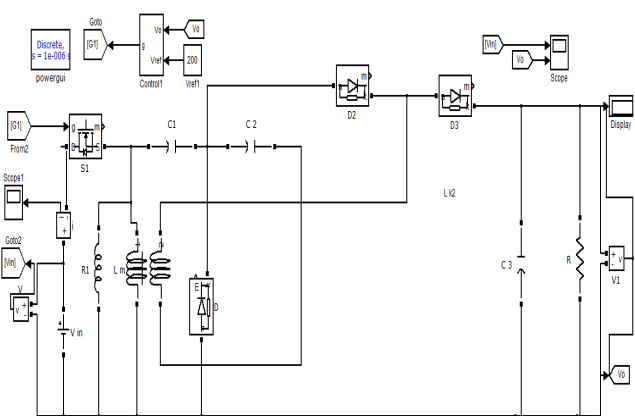 Goto
[G1]
Discrete,
s = 1e-006 s
powergui
Vo
Vref
g
Control1
Vo
200
Vref1
[Vin]
Vo
Scope
m
D2
m
D3
Display
[G1]
From2
g
m
D
S
S1
C1
C 2
Scope1
i
Goto2
[Vin]
V
v
V in
R1
L m
E
D
L k2
C 3
R
v
V1
Vo